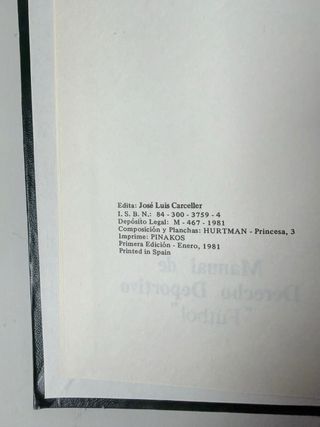 Edita: José Luis Carceller
I. S. B. N.: 84 - 300 - 3759 - 4
Depósito Legal: M - 467 - 1981
Composición y Planchas: HURTMAN - Princesa, 3
Imprime: PINAKOS
Primera Edición - Enero, 1981
Printed in Spain
Manual de
Derecho Deportivo
"Fútbol"